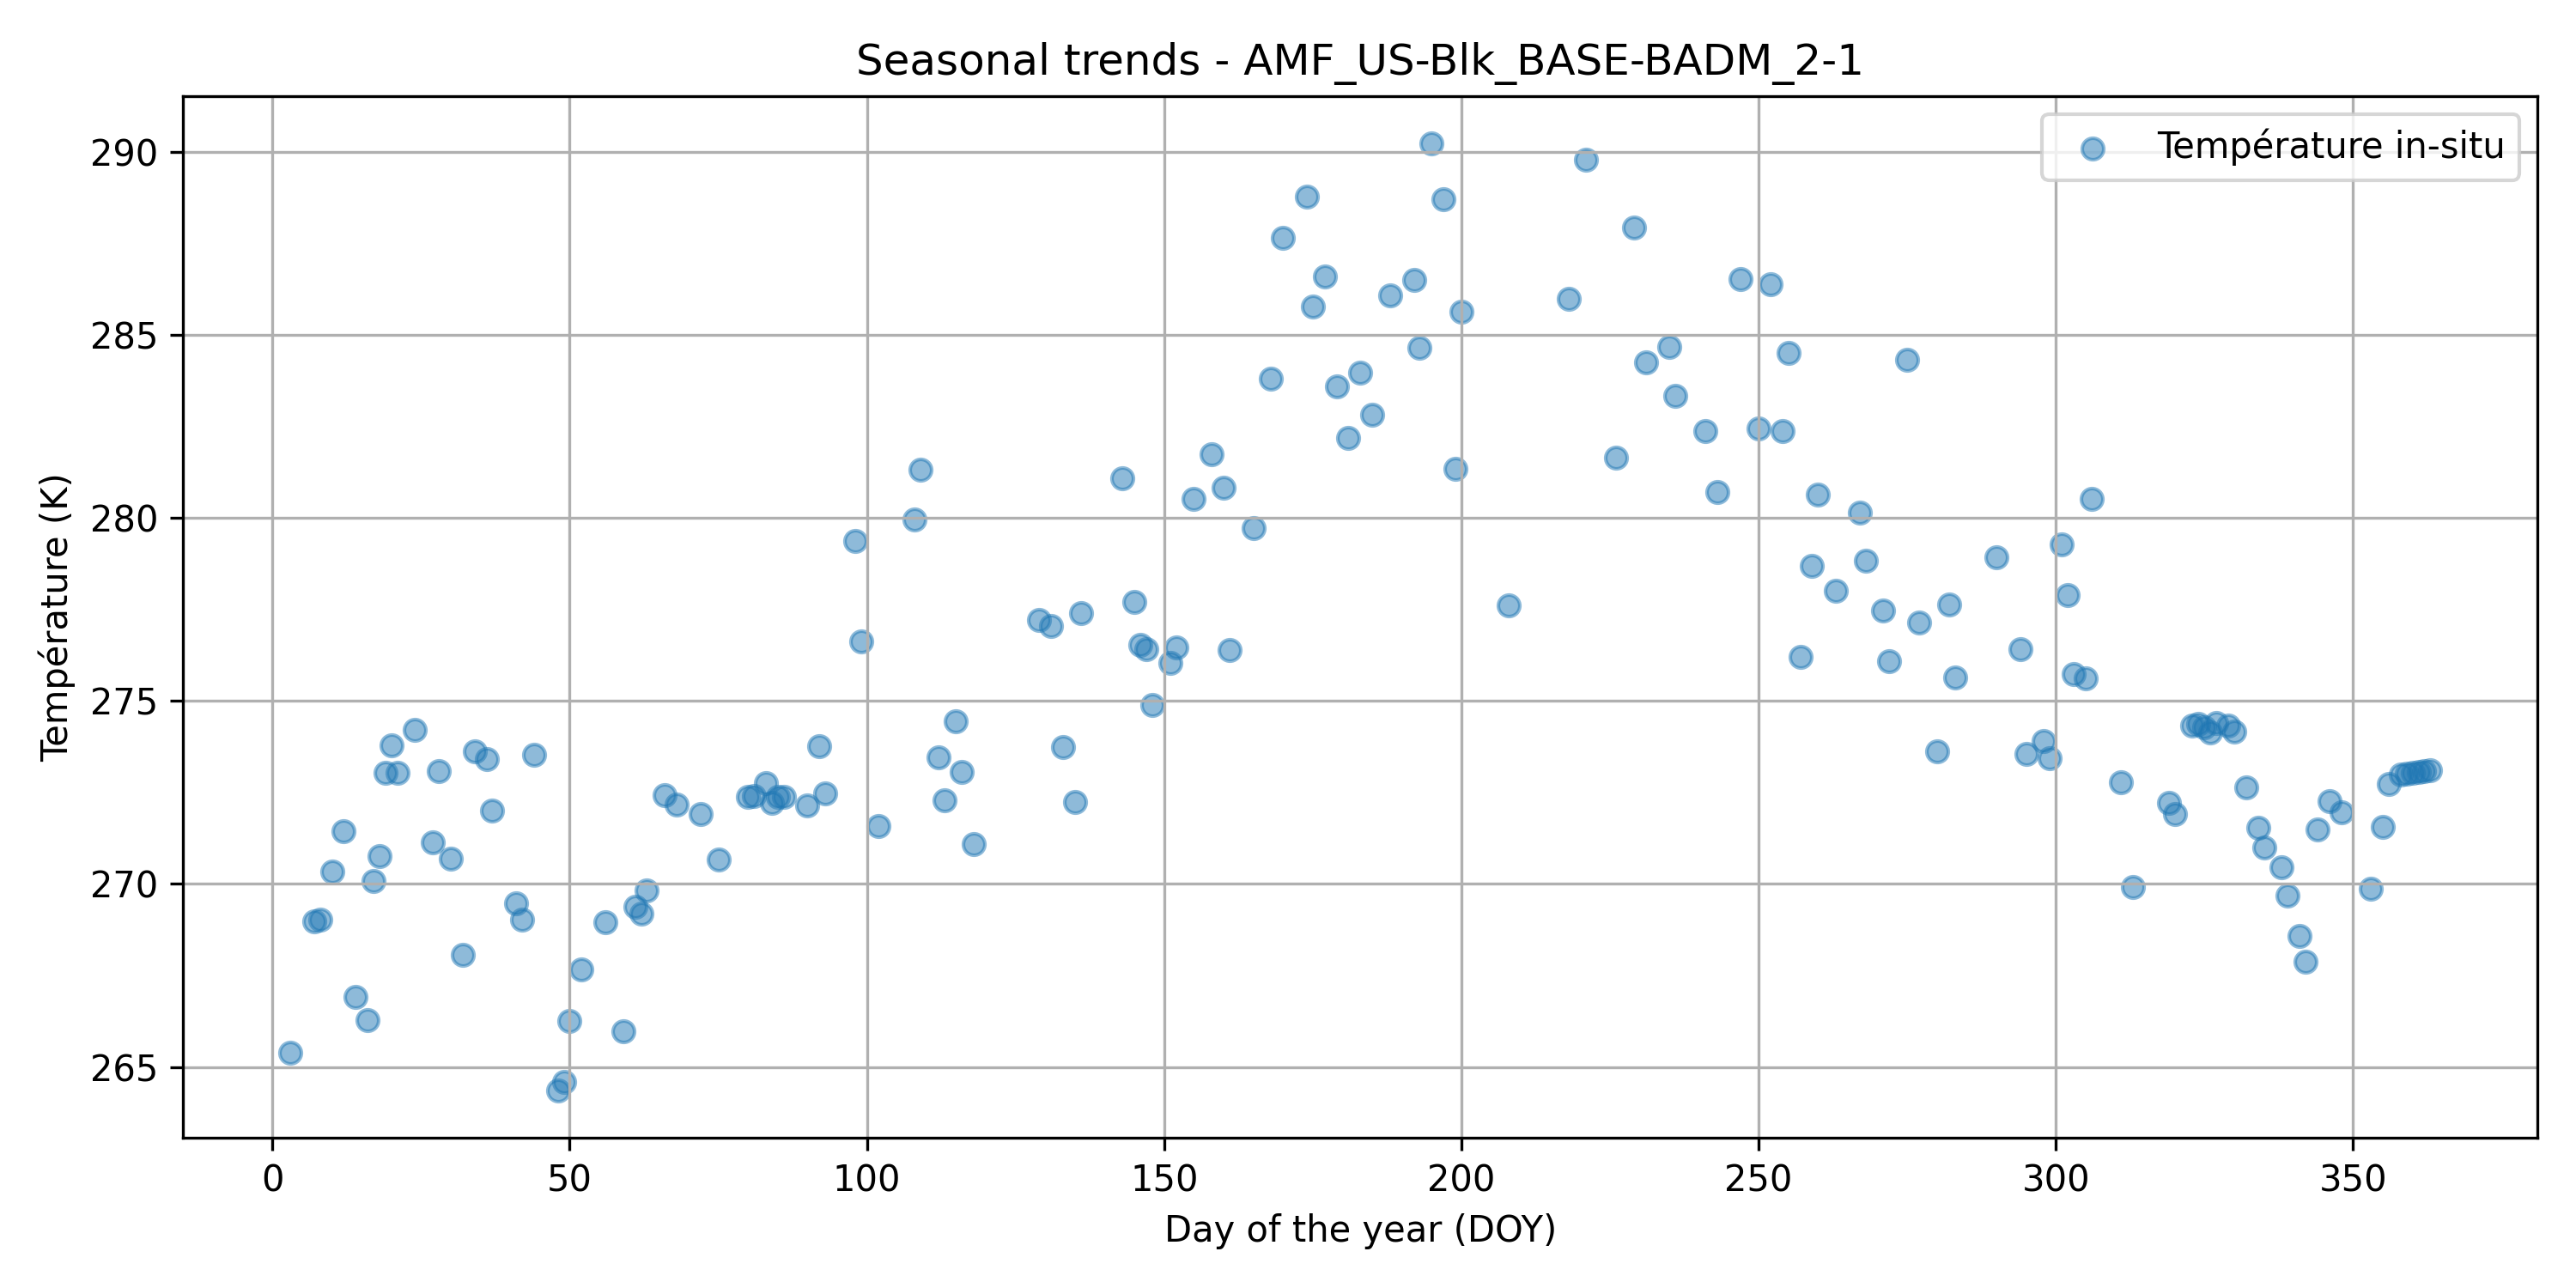 Seasonal trends - AMF_US-Blk_BASE-BADM_2-1
Température in-situ
Température (K)
290
285
280
275
270
265
0 50 100 150 200 250 300 350
Day of the year (DOY)